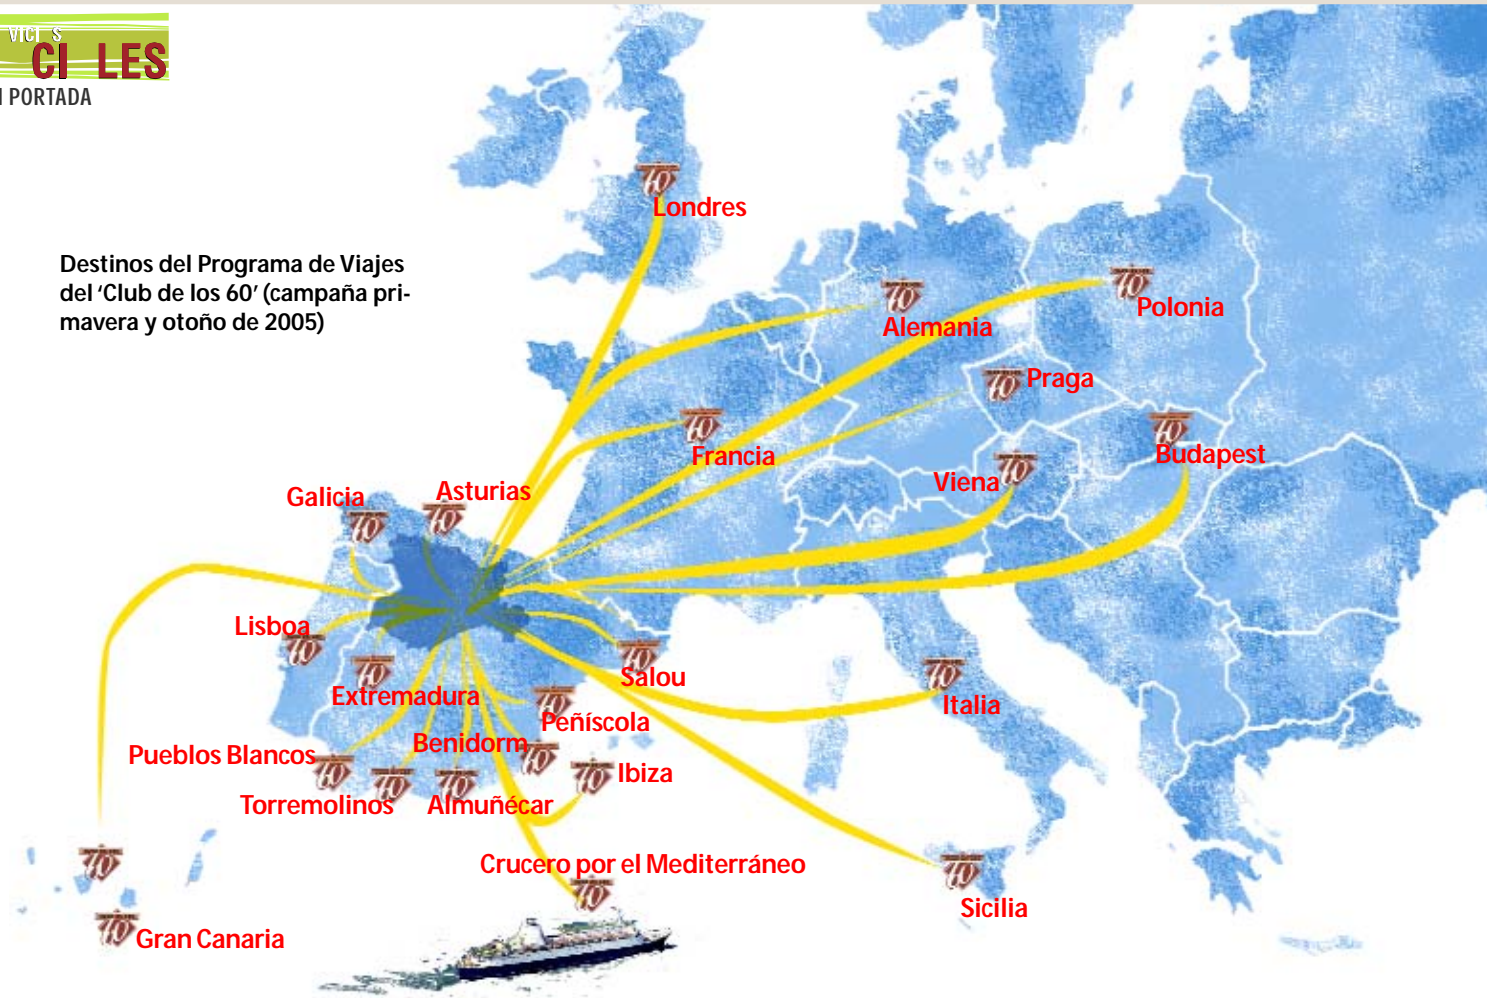 PORTADA
Destinos del Programa de Viajes
del ‘Club de los 60’ (campaña pri-
mavera y otoño de 2005)
Londres
Alemania
Polonia
Praga
Francia
Budapest
Viena
Galicia
Asturias
Lisboa
Extremadura
Salou
Peñíscola
Italia
Pueblos Blancos
Benidorm
Ibiza
Torremolinos
Almuñécar
Crucero por el Mediterráneo
Sicilia
Gran Canaria